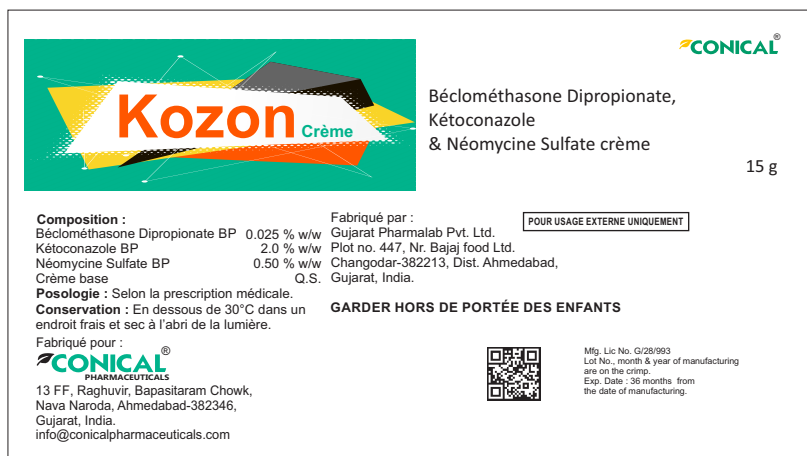 CONICAL®
Kozon Crème
Béclométhasone Dipropionate,
Kétoconazole
& Néomycine Sulfate crème
15 g
Composition :
Béclométhasone Dipropionate BP 0.025 % w/w
Kétoconazole BP 2.0 % w/w
Néomycine Sulfate BP 0.50 % w/w
Crème base Q.S.
Posologie : Selon la prescription médicale.
Conservation : En dessous de 30°C dans un
endroit frais et sec à l'abri de la lumière.
Fabriqué pour :
CONICAL®
PHARMACEUTICALS
13 FF, Raghuvir, Bapasitaram Chowk,
Nava Naroda, Ahmedabad-382346,
Gujarat, India.
info@conicalpharmaceuticals.com
Fabriqué par :
Gujarat Pharmalab Pvt. Ltd.
Plot no. 447, Nr. Bajaj food Ltd.
Changodar-382213, Dist. Ahmedabad,
Gujarat, India.
POUR USAGE EXTERNE UNIQUEMENT
GARDER HORS DE PORTÉE DES ENFANTS
Mfg. Lic No. G/28/993
Lot No., month & year of manufacturing
are on the crimp.
Exp. Date : 36 months from
the date of manufacturing.